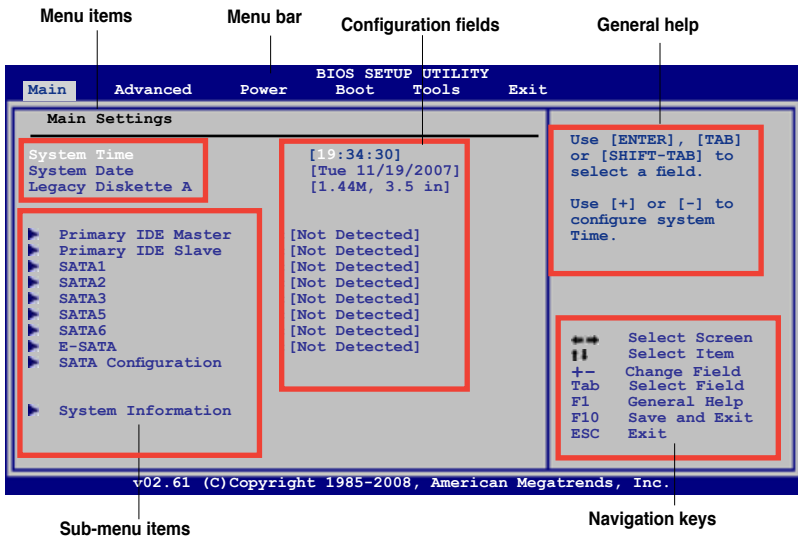 Menu items Menu bar Configuration fields General help
BIOS SETUP UTILITY
Main Advanced Power Boot Tools Exit
Main Settings
System Time [19:34:30]
System Date [Tue 11/19/2007]
Legacy Diskette A [1.44M, 3.5 in]
Primary IDE Master [Not Detected]
Primary IDE Slave [Not Detected]
SATA1 [Not Detected]
SATA2 [Not Detected]
SATA3 [Not Detected]
SATA5 [Not Detected]
SATA6 [Not Detected]
E-SATA [Not Detected]
SATA Configuration
System Information
Use [ENTER], [TAB]
or [SHIFT-TAB] to
select a field.
Use [+] or [-] to
configure system
Time.
←→ Select Screen
↑↓ Select Item
+- Change Field
Tab Select Field
F1 General Help
F10 Save and Exit
ESC Exit
v02.61 (C)Copyright 1985-2008, American Megatrends, Inc.
Sub-menu items Navigation keys